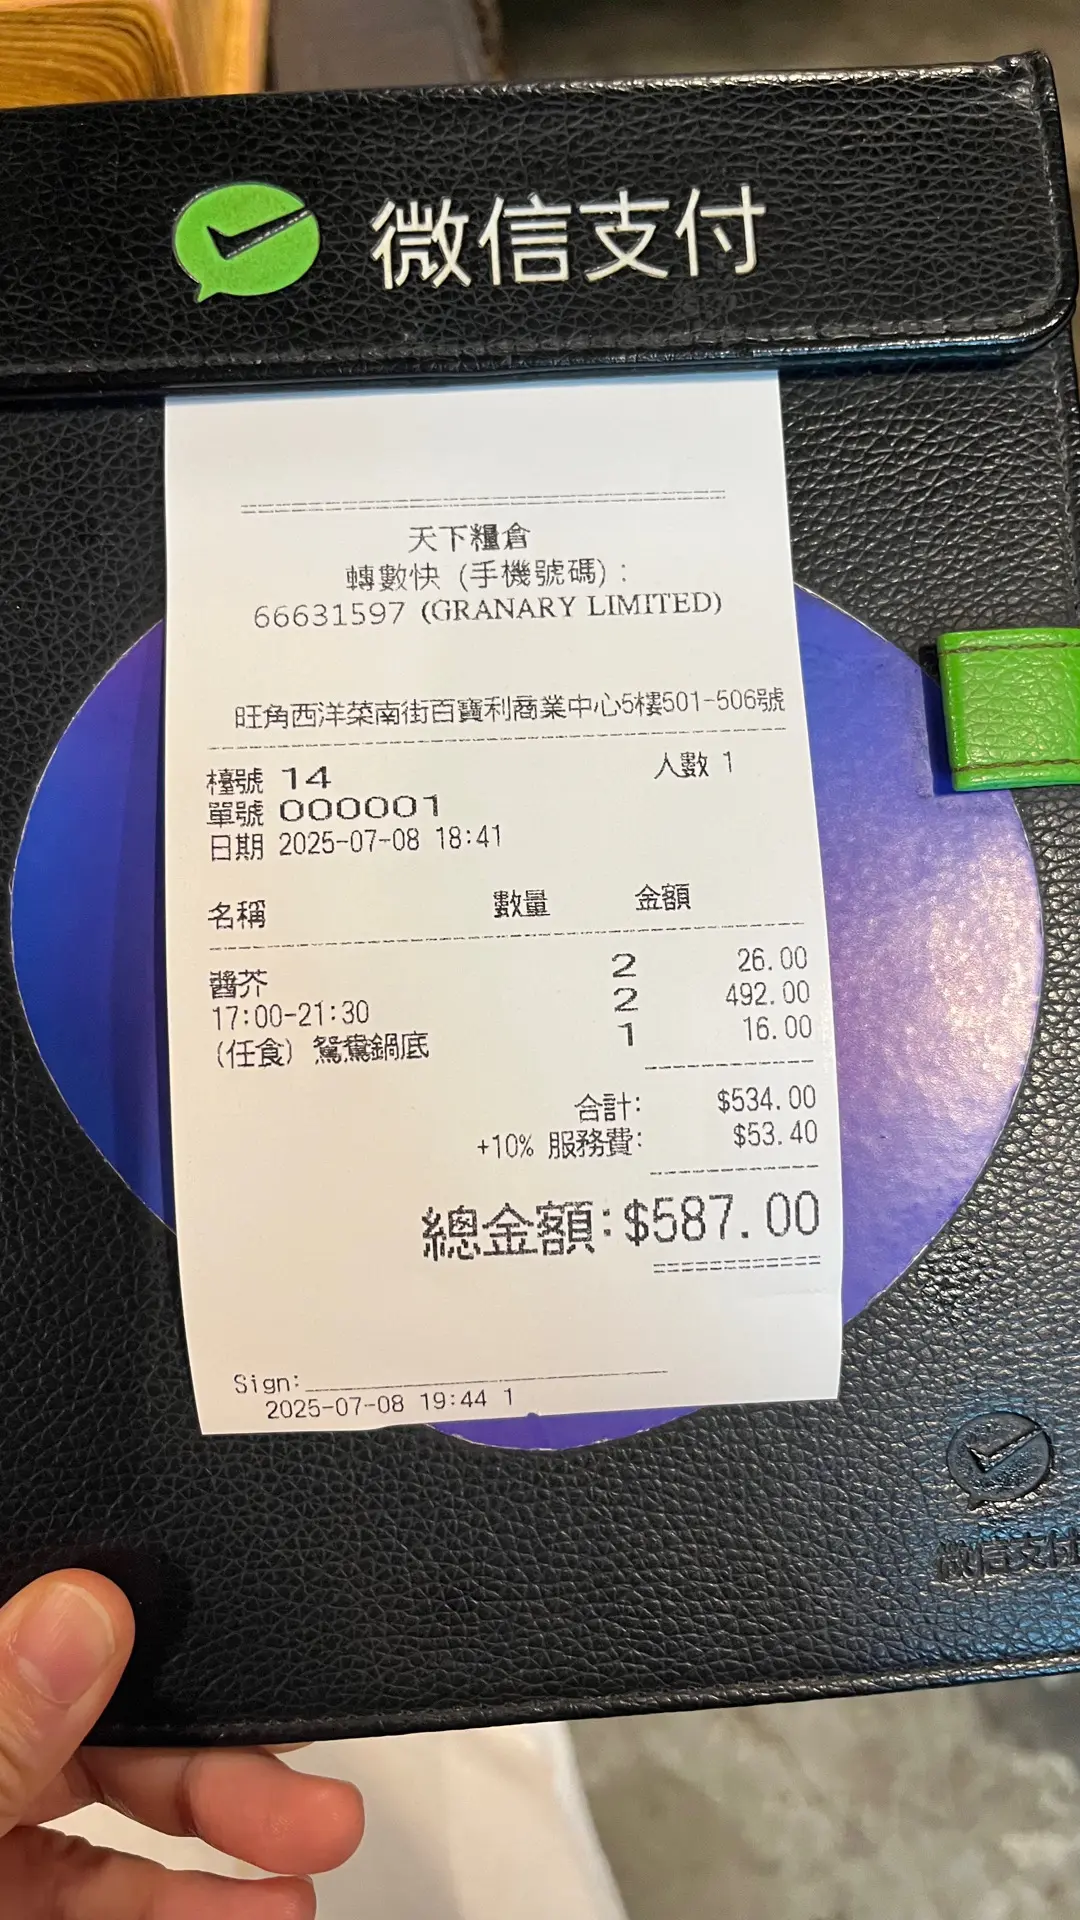 微信支付
天下糧倉
轉數快 (手機號碼):
66631597 (GRANARY LIMITED)
旺角西洋菜南街百寶利商業中心5樓501-506號
檯號 14 人數 1
單號 000001
日期 2025-07-08 18:41
名稱 數量 金額
醬芥 2 26.00
17:00-21:30 2 492.00
(任食) 鴛鴦鍋底 1 16.00
合計: $534.00
+10% 服務費: $53.40
總金額: $587.00
Sign:
2025-07-08 19:44 1
微信支付